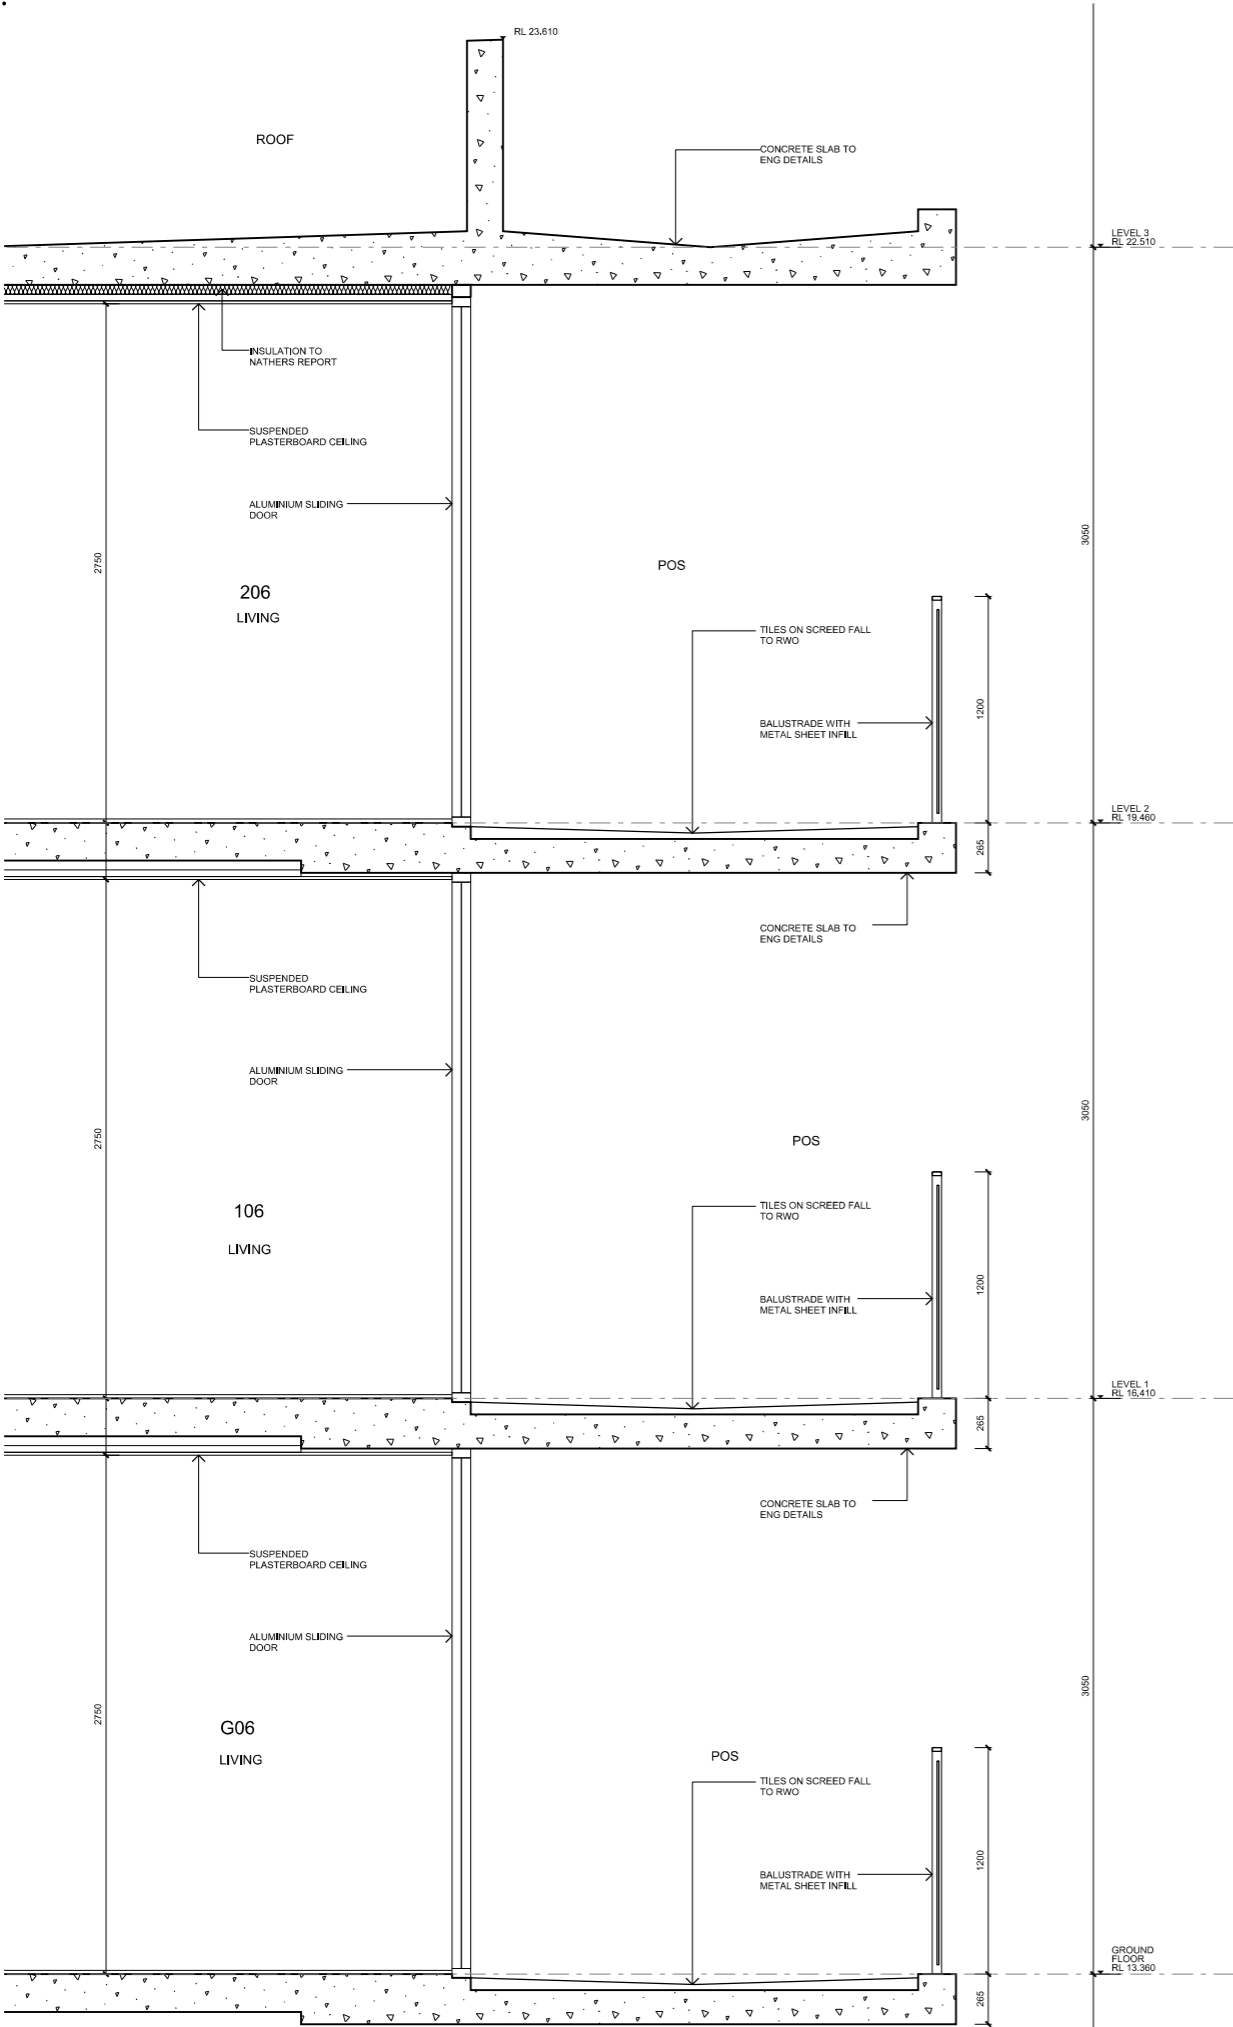 RL 23.610
ROOF
CONCRETE SLAB TO
ENG DETAILS
LEVEL 3
RL 22.510
INSULATION TO
NATHERS REPORT
SUSPENDED
PLASTERBOARD CEILING
ALUMINIUM SLIDING
DOOR
2750
3050
POS
206
LIVING
TILES ON SCREED FALL
TO RWO
1200
BALUSTRADE WITH
METAL SHEET INFILL
LEVEL 2
RL 19.460
265
CONCRETE SLAB TO
ENG DETAILS
SUSPENDED
PLASTERBOARD CEILING
ALUMINIUM SLIDING
DOOR
2750
3050
POS
106
LIVING
TILES ON SCREED FALL
TO RWO
1200
BALUSTRADE WITH
METAL SHEET INFILL
LEVEL 1
RL 16.410
265
CONCRETE SLAB TO
ENG DETAILS
SUSPENDED
PLASTERBOARD CEILING
ALUMINIUM SLIDING
DOOR
2750
3050
G06
LIVING
POS
TILES ON SCREED FALL
TO RWO
1200
BALUSTRADE WITH
METAL SHEET INFILL
GROUND
FLOOR
RL 13.360
265